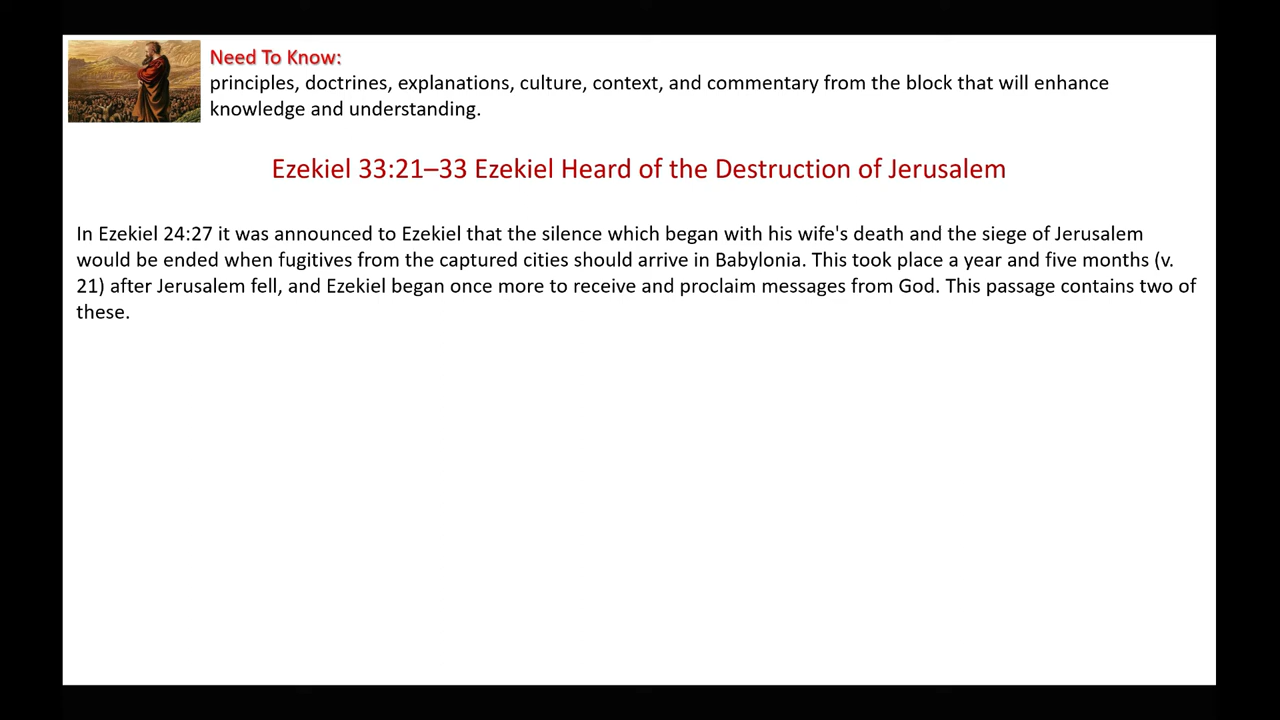 Need To Know:
principles, doctrines, explanations, culture, context, and commentary from the block that will enhance
knowledge and understanding.
Ezekiel 33:21–33 Ezekiel Heard of the Destruction of Jerusalem
In Ezekiel 24:27 it was announced to Ezekiel that the silence which began with his wife's death and the siege of Jerusalem
would be ended when fugitives from the captured cities should arrive in Babylonia. This took place a year and five months (v.
21) after Jerusalem fell, and Ezekiel began once more to receive and proclaim messages from God. This passage contains two of
these.